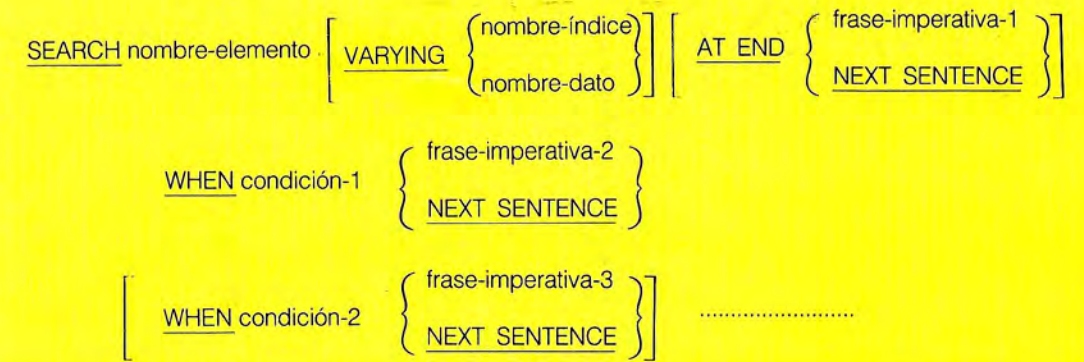 SEARCH nombre-elemento [ VARYING { nombre-índice / nombre-dato } ] [ AT END { frase-imperativa-1 / NEXT SENTENCE } ]
WHEN condición-1 { frase-imperativa-2 / NEXT SENTENCE }
[ WHEN condición-2 { frase-imperativa-3 / NEXT SENTENCE } ] .........................